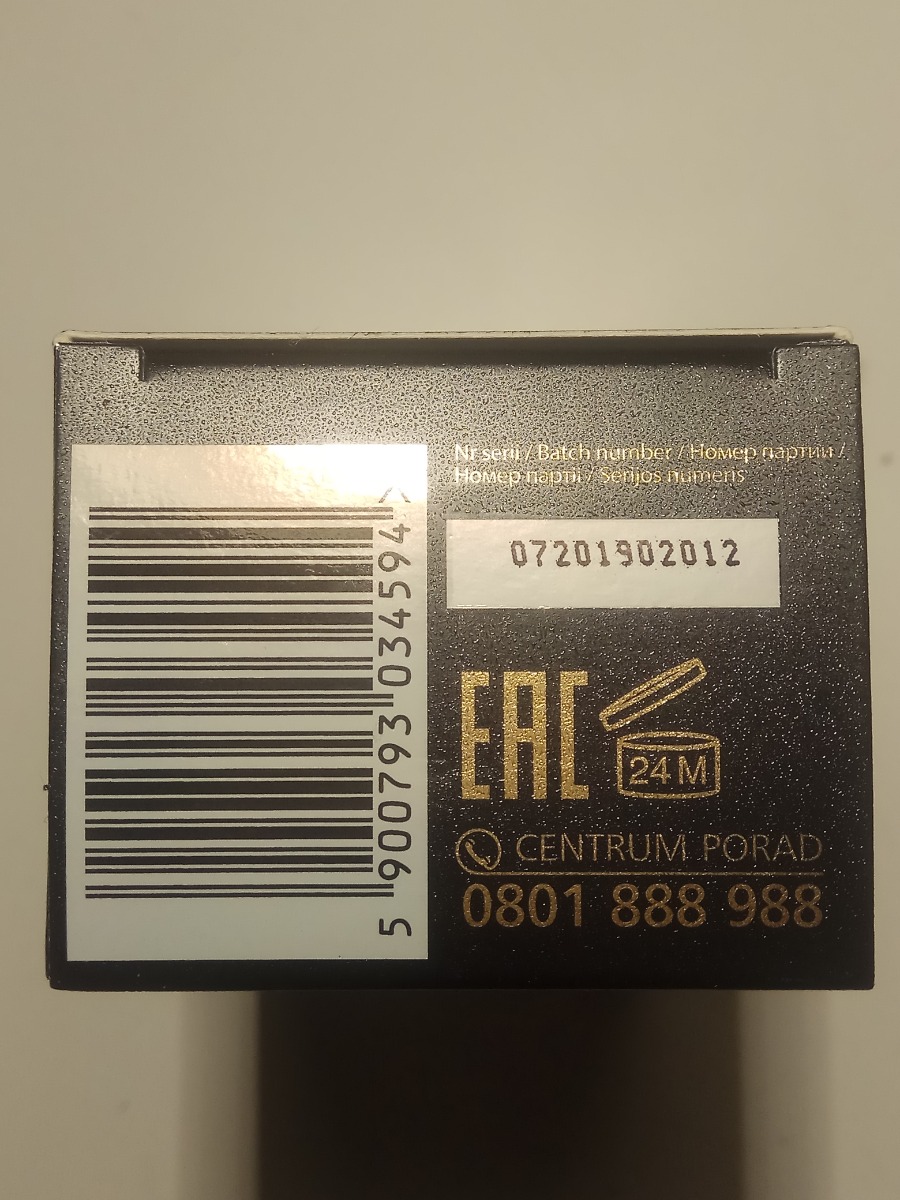 Nr serii / Batch number / Номер партии /
Номер партії / Serijos numeris
07201902012
5 900793 034594 >
EAC
24 M
CENTRUM PORAD
0801 888 988